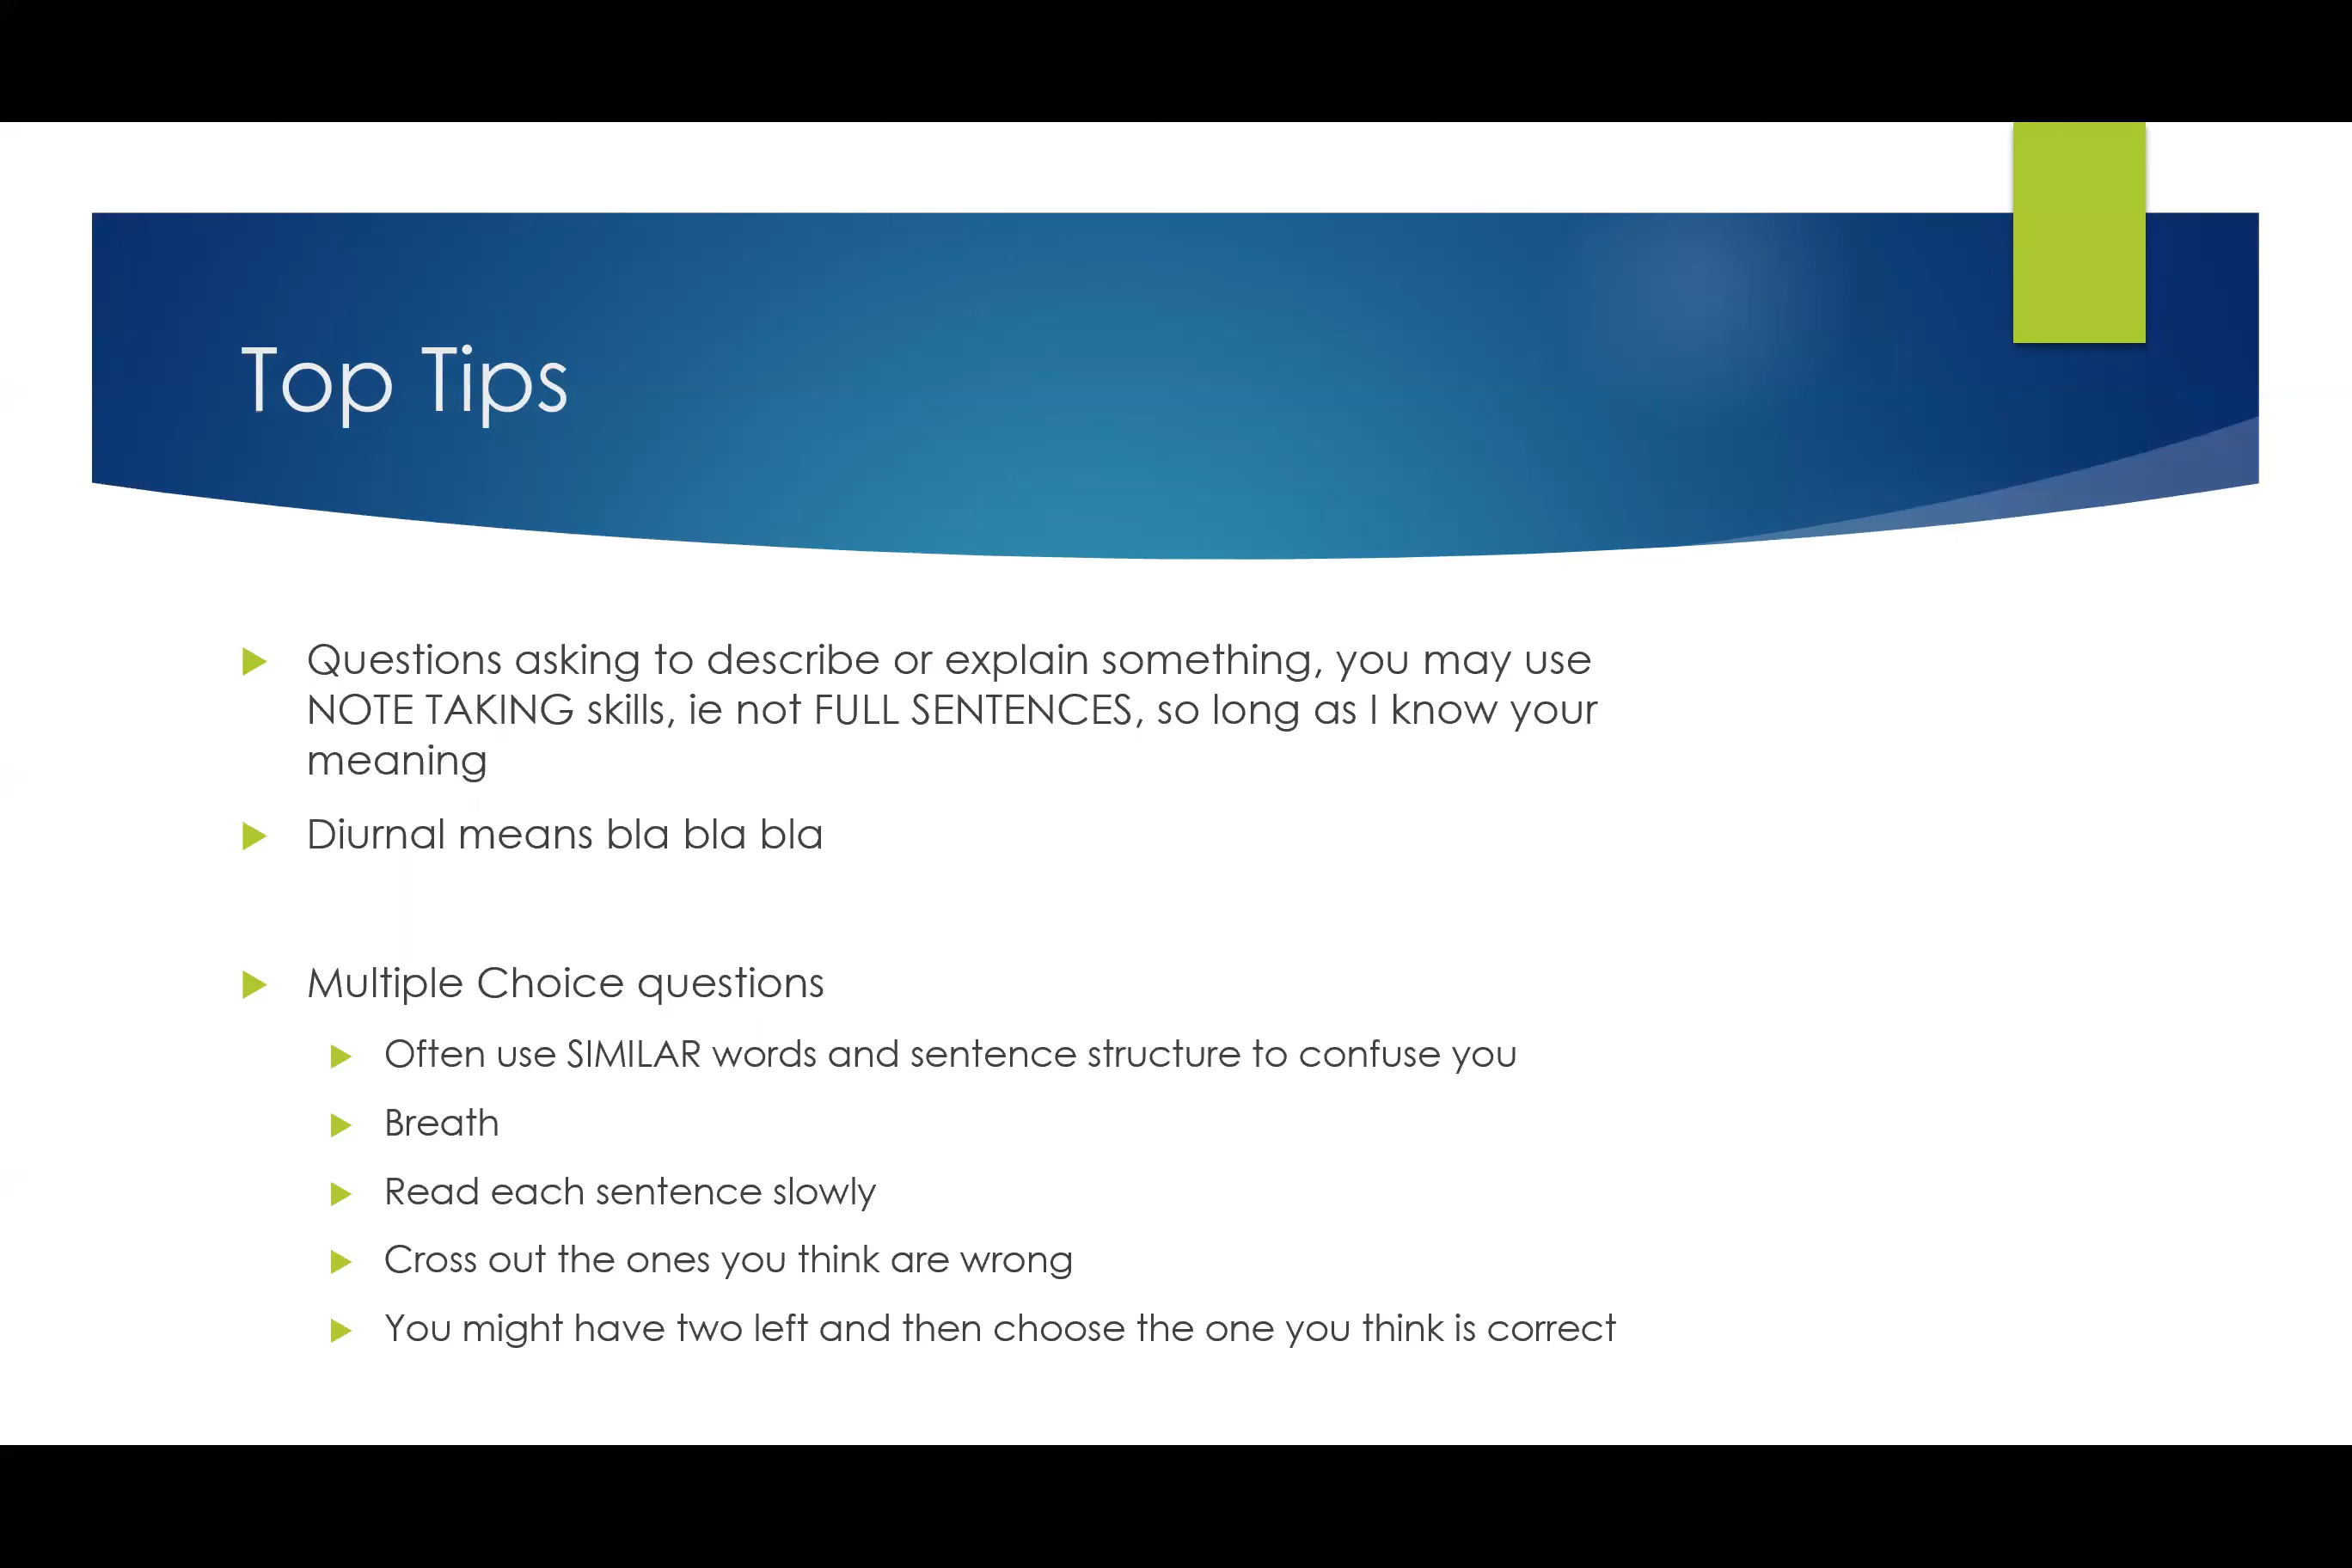 Top Tips
Questions asking to describe or explain something, you may use
NOTE TAKING skills, ie not FULL SENTENCES, so long as I know your
meaning
Diurnal means bla bla bla
Multiple Choice questions
Often use SIMILAR words and sentence structure to confuse you
Breath
Read each sentence slowly
Cross out the ones you think are wrong
You might have two left and then choose the one you think is correct